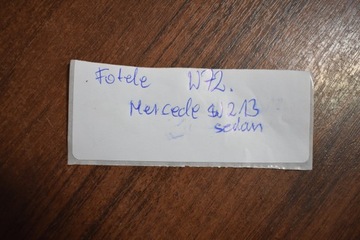 . Fotele W72.
Mercedes W213
sedan